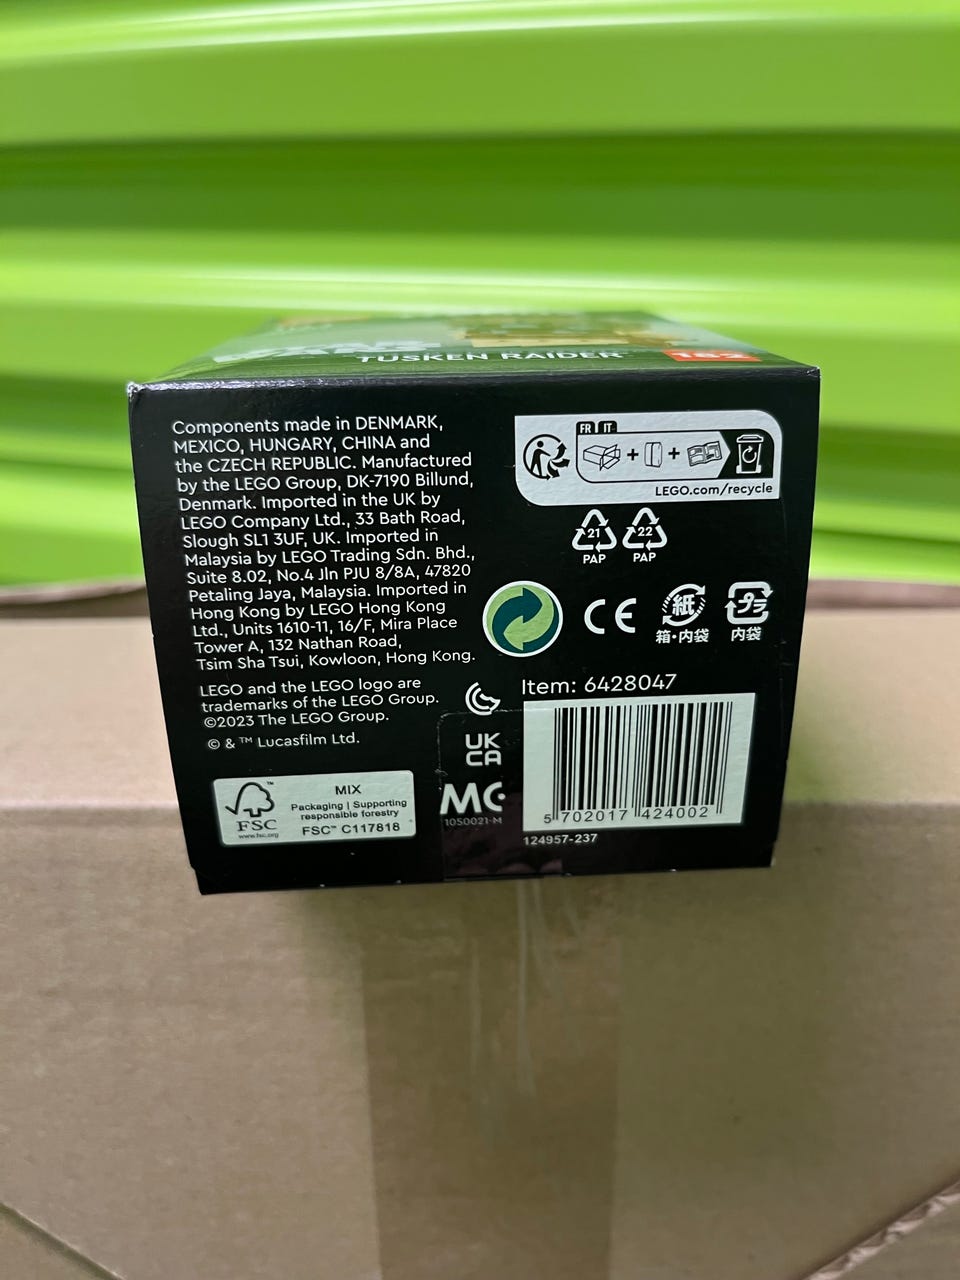 TUSKEN RAIDER™
182
Components made in DENMARK,
MEXICO, HUNGARY, CHINA and
the CZECH REPUBLIC. Manufactured
by the LEGO Group, DK-7190 Billund,
Denmark. Imported in the UK by
LEGO Company Ltd., 33 Bath Road,
Slough SL1 3UF, UK. Imported in
Malaysia by LEGO Trading Sdn. Bhd.,
Suite 8.02, No.4 Jln PJU 8/8A, 47820
Petaling Jaya, Malaysia. Imported in
Hong Kong by LEGO Hong Kong
Ltd., Units 1610-11, 16/F, Mira Place
Tower A, 132 Nathan Road,
Tsim Sha Tsui, Kowloon, Hong Kong.
LEGO and the LEGO logo are
trademarks of the LEGO Group.
©2023 The LEGO Group.
© & ™ Lucasfilm Ltd.
™
FSC
www.fsc.org
MIX
Packaging | Supporting
responsible forestry
FSC™ C117818
FR IT
+ +
LEGO.com/recycle
21 22
PAP PAP
CE
紙 プラ
箱・内袋 内袋
UK
CA
MC
1050021-M
Item: 6428047
5 702017 424002
124957-237